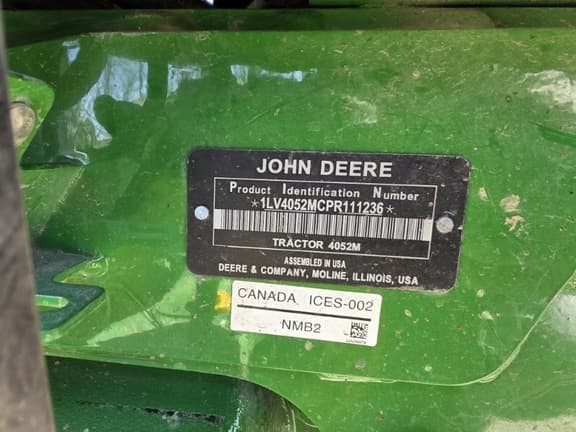 JOHN DEERE
Product Identification Number
*1LV4052MCPR111236*
TRACTOR 4052M
ASSEMBLED IN USA
DEERE & COMPANY, MOLINE, ILLINOIS, USA
CANADA ICES-002
NMB2